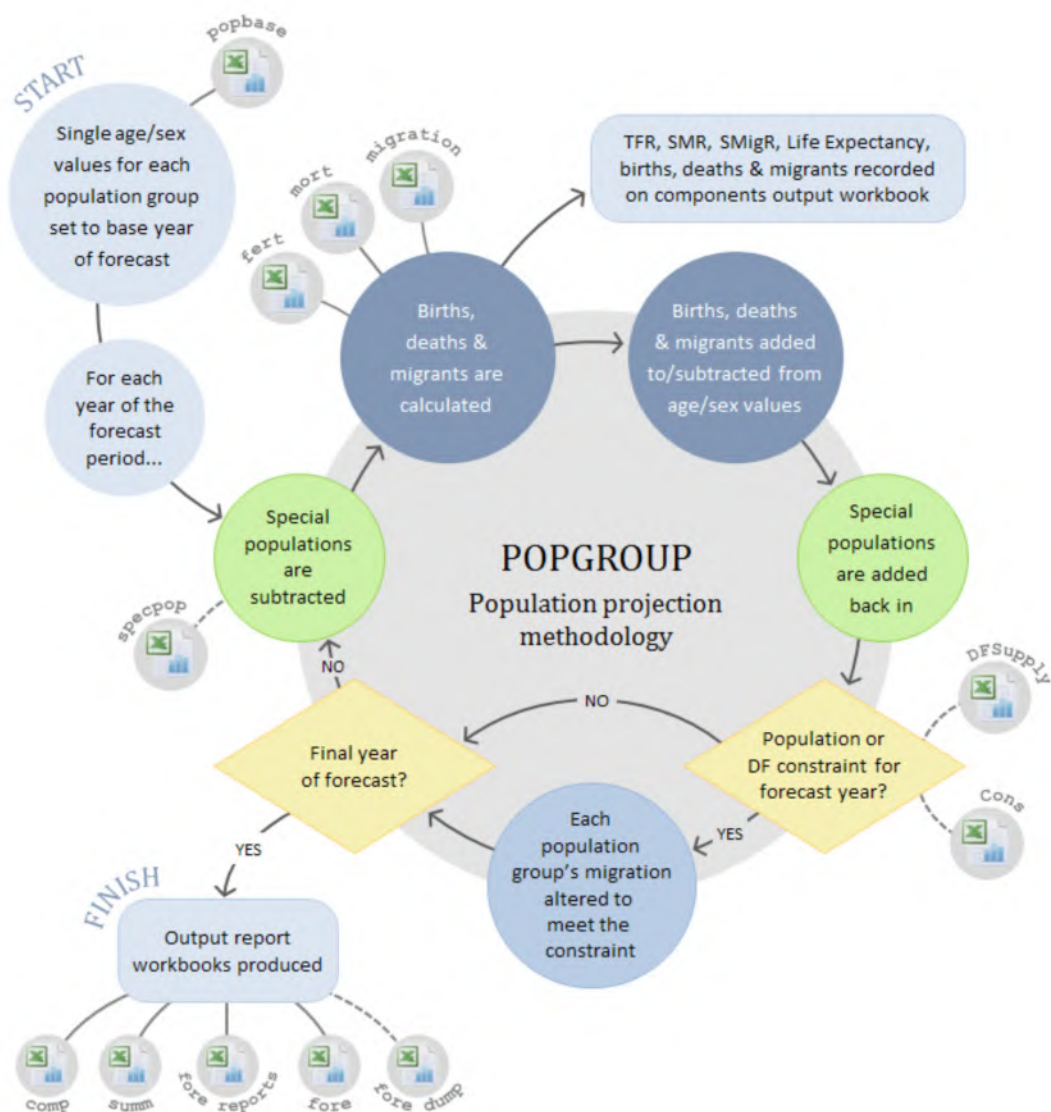 START
popbase
Single age/sex
values for each
population group
set to base year
of forecast
For each
year of the
forecast
period...
fert
mort
migration
Births,
deaths &
migrants are
calculated
TFR, SMR, SMigR, Life Expectancy,
births, deaths & migrants recorded
on components output workbook
Births, deaths
& migrants added
to/subtracted from
age/sex values
Special
populations
are
subtracted
specpop
POPGROUP
Population projection
methodology
Special
populations
are added
back in
DFSupply
Population or
DF constraint for
forecast year?
Cons
NO
YES
Each
population
group's migration
altered to
meet the
constraint
Final year
of forecast?
NO
YES
FINISH
Output report
workbooks produced
comp
summ
fore reports
fore
fore dump